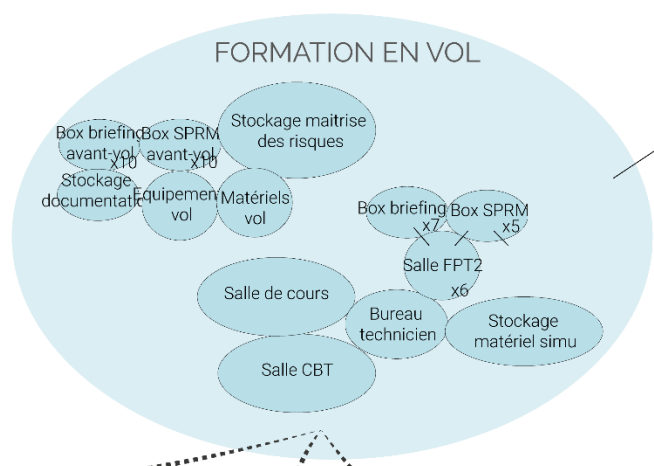 FORMATION EN VOL
Box briefing
avant-vol
x10
Box SPRM
avant-vol
x10
Stockage maitrise
des risques
Stockage
documentatio
Equipemen
vol
Matériels
vol
Box briefing
x7
Box SPRM
x5
Salle FPT2
x6
Salle de cours
Bureau
technicien
Stockage
matériel simu
Salle CBT